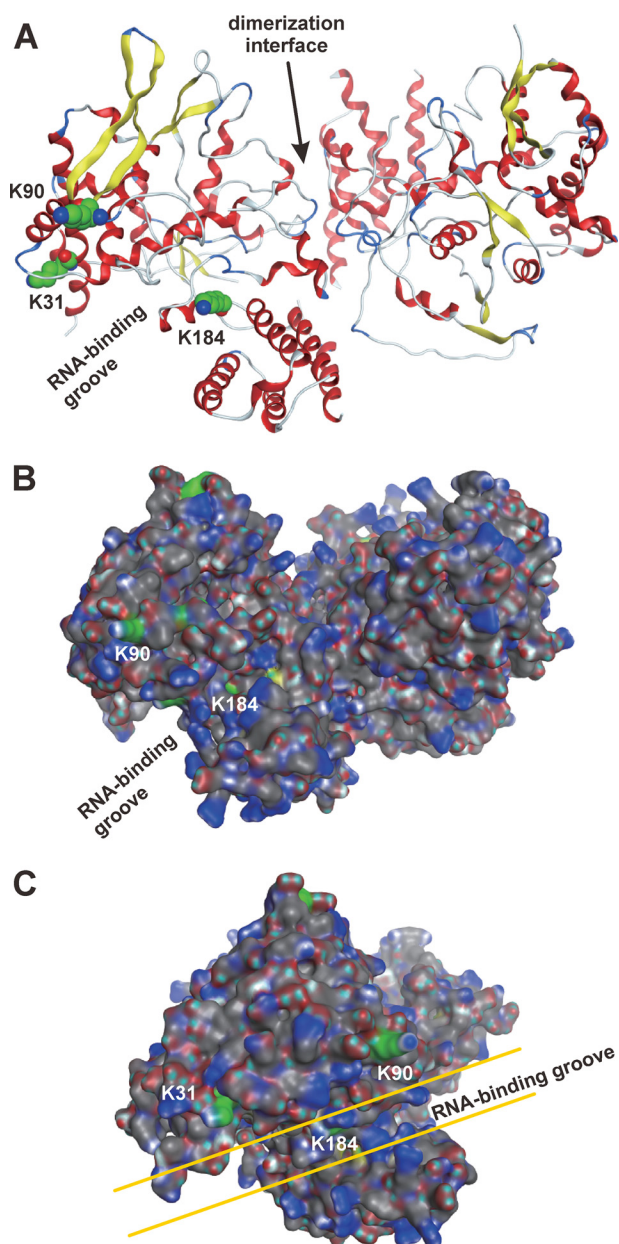 A
dimerization
interface
K90
K31
K184
RNA-binding
groove
B
K90
K184
RNA-binding
groove
C
K31
K90
K184
RNA-binding groove